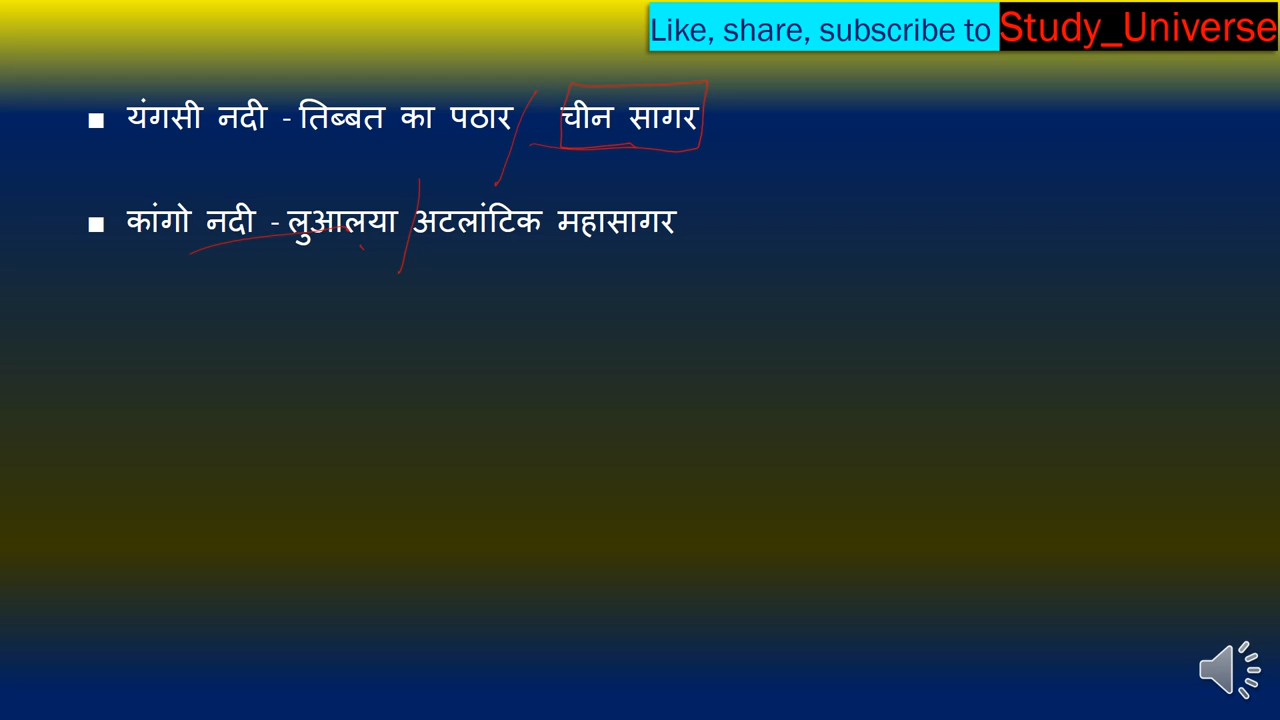 Like, share, subscribe to Study_Universe
▪ यंगसी नदी - तिब्बत का पठार चीन सागर
▪ कांगो नदी - लुआलया अटलांटिक महासागर